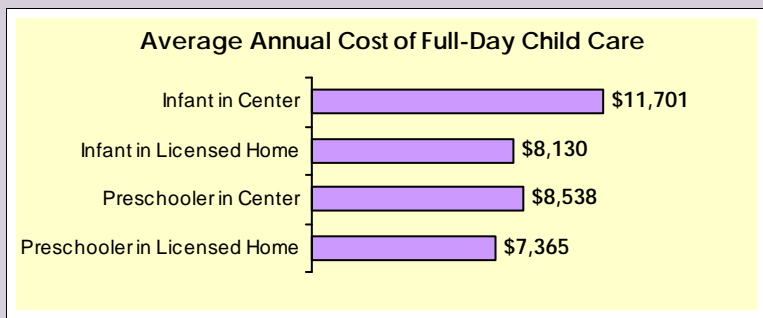 Average Annual Cost of Full-Day Child Care
Infant in Center $11,701
Infant in Licensed Home $8,130
Preschooler in Center $8,538
Preschooler in Licensed Home $7,365